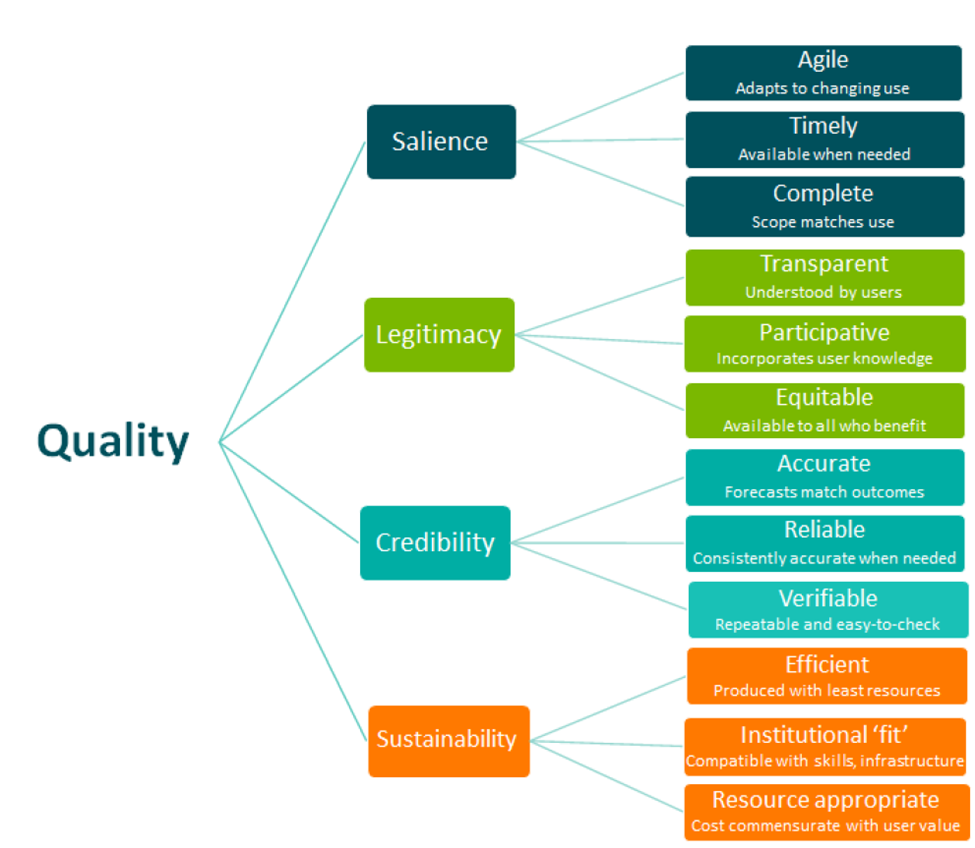 Quality
Salience
Agile
Adapts to changing use
Timely
Available when needed
Complete
Scope matches use
Legitimacy
Transparent
Understood by users
Participative
Incorporates user knowledge
Equitable
Available to all who benefit
Credibility
Accurate
Forecasts match outcomes
Reliable
Consistently accurate when needed
Verifiable
Repeatable and easy-to-check
Sustainability
Efficient
Produced with least resources
Institutional ‘fit’
Compatible with skills, infrastructure
Resource appropriate
Cost commensurate with user value